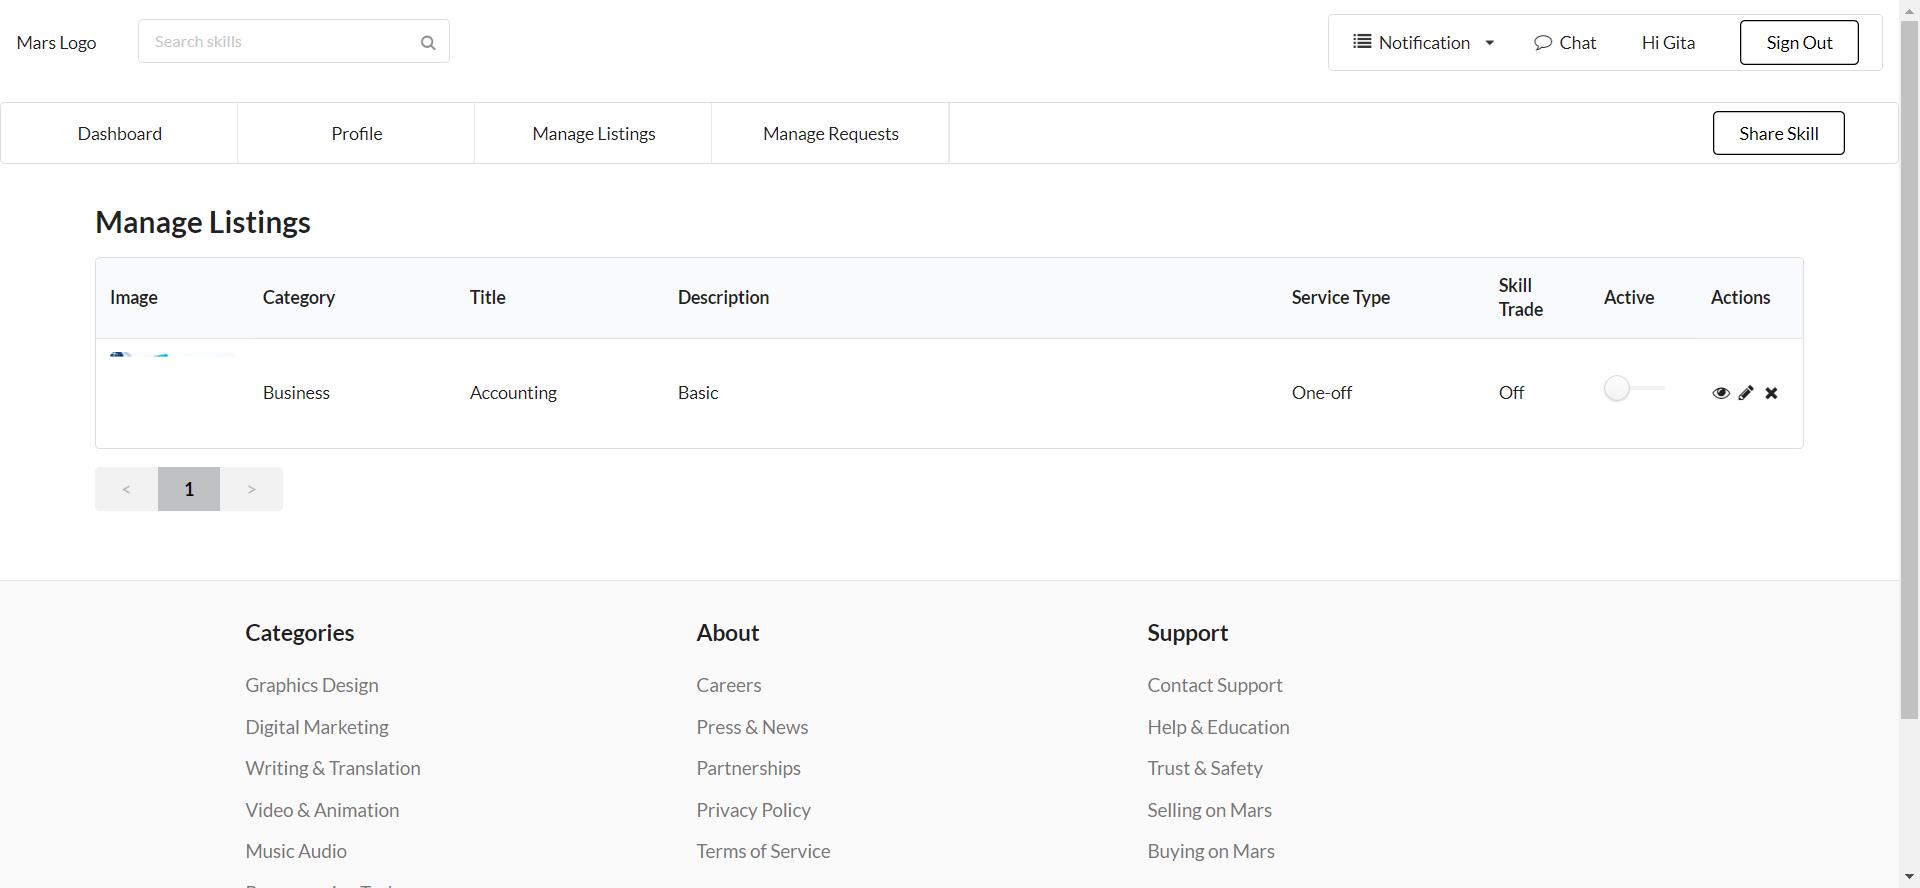 Mars Logo
Search skills
Notification
Chat
Hi Gita
Sign Out
Dashboard
Profile
Manage Listings
Manage Requests
Share Skill
Manage Listings
Image
Category
Title
Description
Service Type
Skill
Trade
Active
Actions
Business
Accounting
Basic
One-off
Off
<
1
>
Categories
Graphics Design
Digital Marketing
Writing & Translation
Video & Animation
Music Audio
About
Careers
Press & News
Partnerships
Privacy Policy
Terms of Service
Support
Contact Support
Help & Education
Trust & Safety
Selling on Mars
Buying on Mars